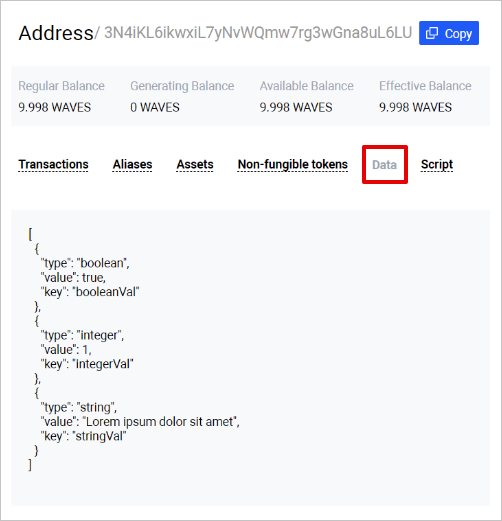 Address/ 3N4iKL6ikwxiL7yNvWQmw7rg3wGna8uL6LU Copy
Regular Balance Generating Balance Available Balance Effective Balance
9.998 WAVES 0 WAVES 9.998 WAVES 9.998 WAVES
Transactions Aliases Assets Non-fungible tokens Data Script
[
{
"type": "boolean",
"value": true,
"key": "booleanVal"
},
{
"type": "integer",
"value": 1,
"key": "integerVal"
},
{
"type": "string",
"value": "Lorem ipsum dolor sit amet",
"key": "stringVal"
}
]